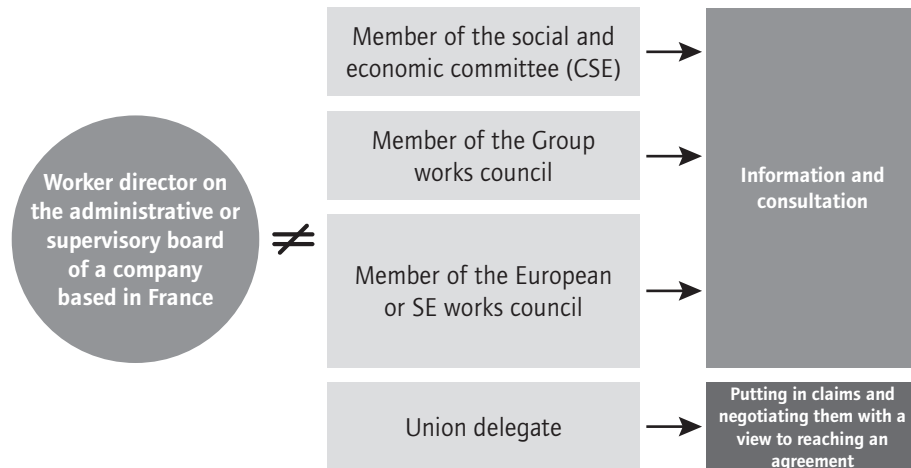 Worker director on
the administrative or
supervisory board
of a company
based in France
≠
Member of the social and
economic committee (CSE)
Member of the Group
works council
Member of the European
or SE works council
Union delegate
Information and
consultation
Putting in claims and
negotiating them with a
view to reaching an
agreement